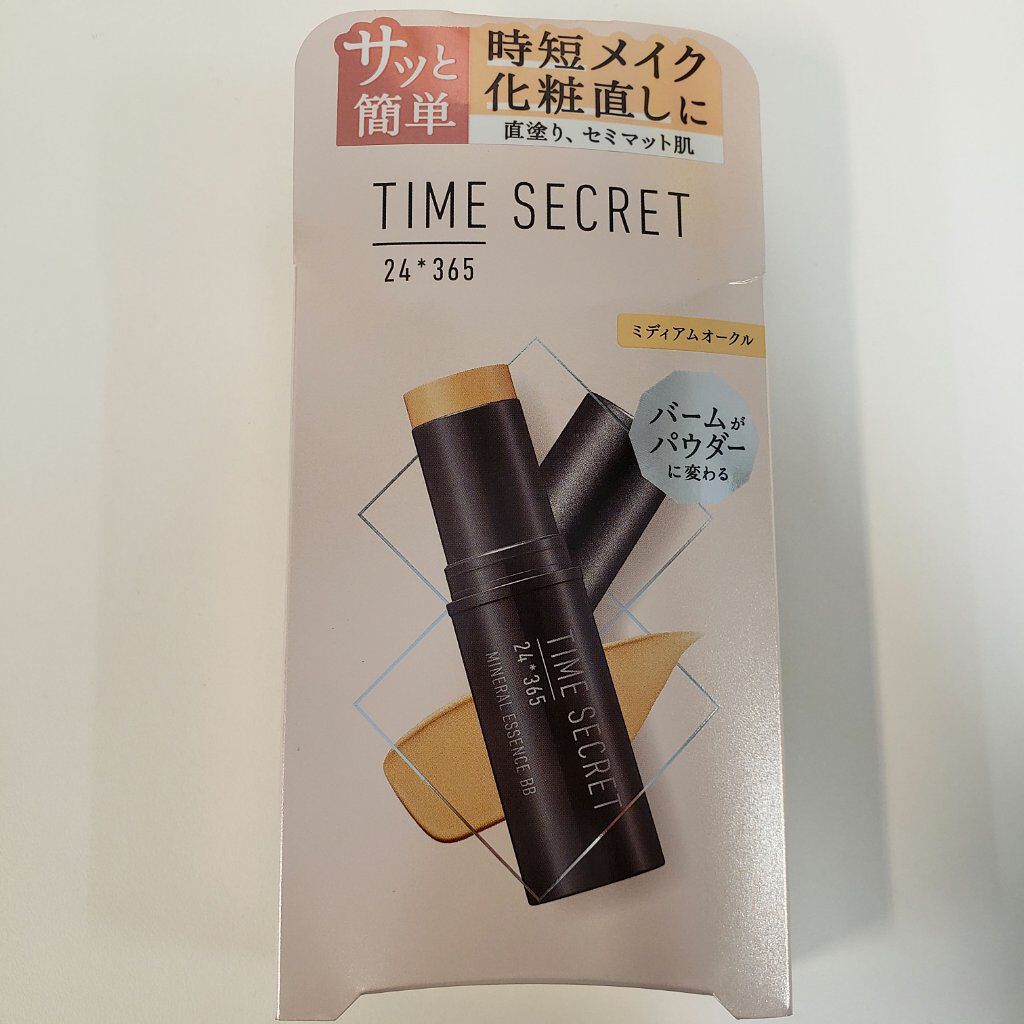 サッと
簡単
時短メイク
化粧直しに
直塗り、セミマット肌
TIME SECRET
24*365
ミディアムオークル
バームが
パウダー
に変わる
TIME SECRET
24*365
MINERAL ESSENCE BB